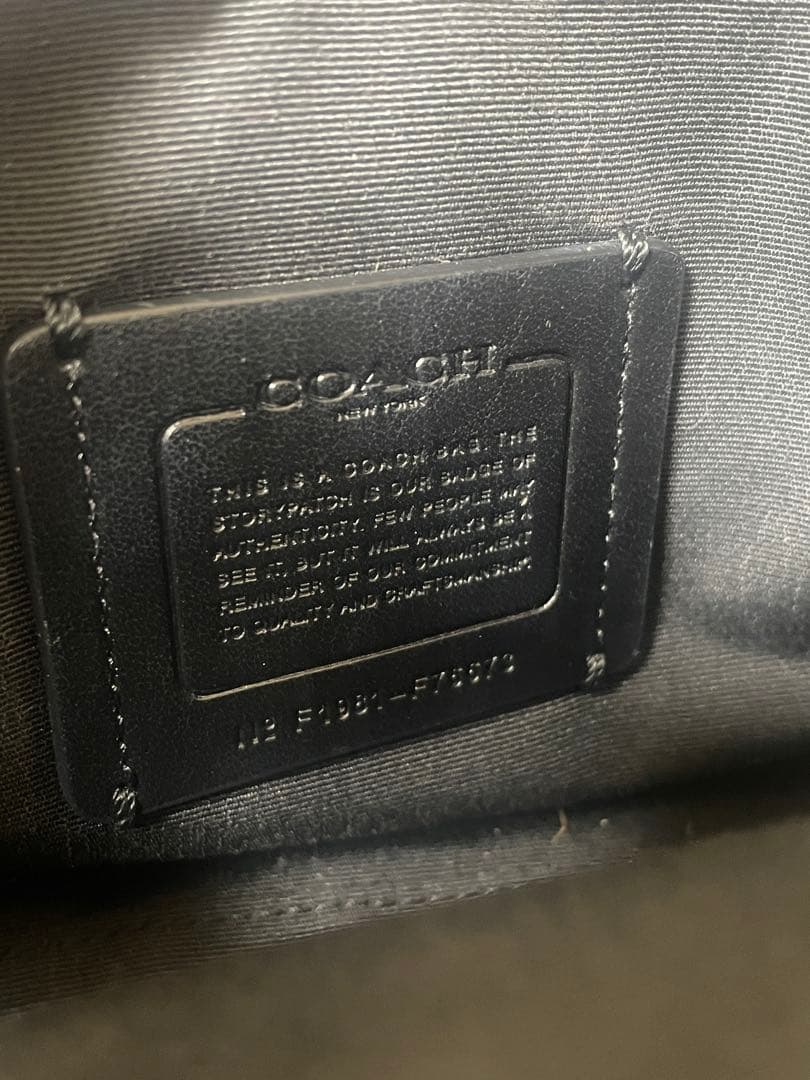 COACH
NEW YORK
THIS IS A COACH BAG THE
STORYPATCH IS OUR BADGE OF
AUTHENTICITY. FEW PEOPLE MAY
SEE IT, BUT IT WILL ALWAYS BE A
REMINDER OF OUR COMMITMENT
TO QUALITY AND CRAFTSMANSHIP.